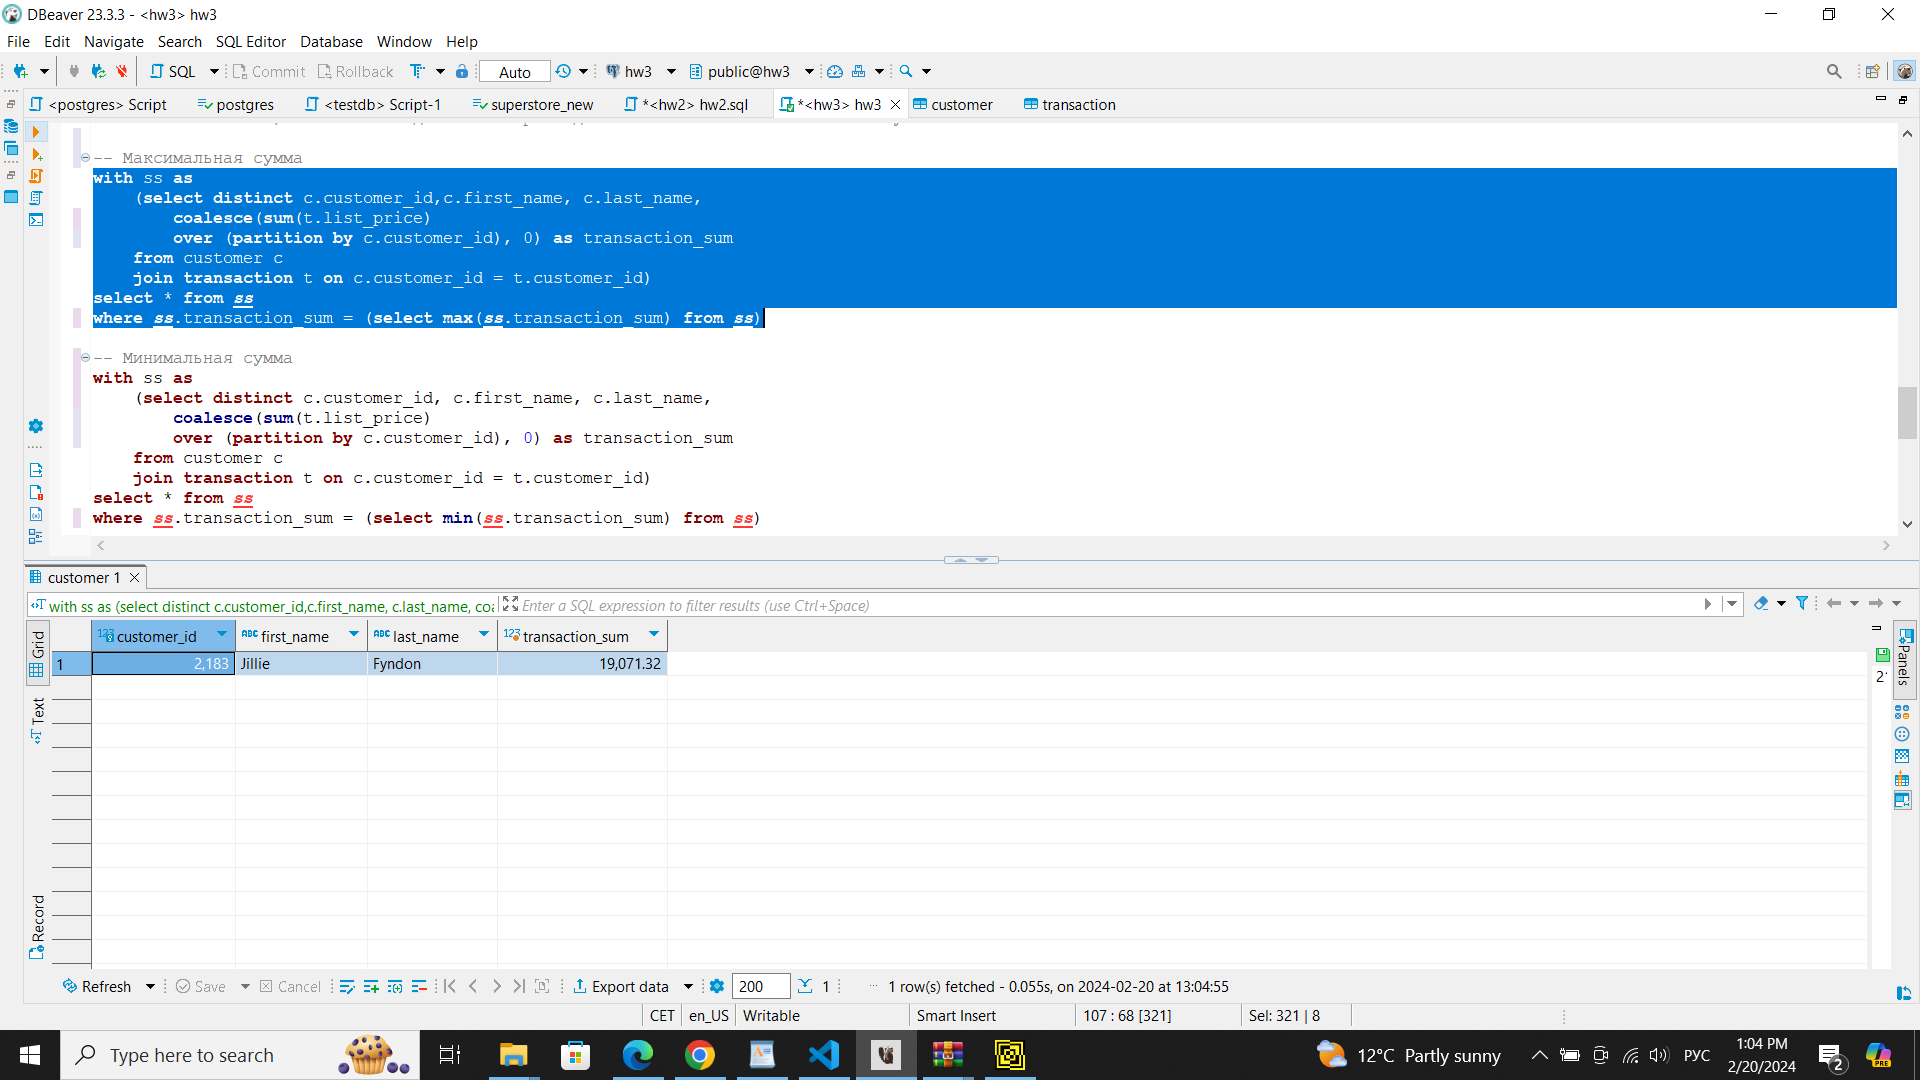 DBeaver 23.3.3 - <hw3> hw3
File Edit Navigate Search SQL Editor Database Window Help
SQL Commit Rollback Auto hw3 public@hw3
<postgres> Script postgres <testdb> Script-1 superstore_new *<hw2> hw2.sql *<hw3> hw3 customer transaction
-- Максимальная сумма
with ss as
(select distinct c.customer_id,c.first_name, c.last_name,
coalesce(sum(t.list_price)
over (partition by c.customer_id), 0) as transaction_sum
from customer c
join transaction t on c.customer_id = t.customer_id)
select * from ss
where ss.transaction_sum = (select max(ss.transaction_sum) from ss)
-- Минимальная сумма
with ss as
(select distinct c.customer_id, c.first_name, c.last_name,
coalesce(sum(t.list_price)
over (partition by c.customer_id), 0) as transaction_sum
from customer c
join transaction t on c.customer_id = t.customer_id)
select * from ss
where ss.transaction_sum = (select min(ss.transaction_sum) from ss)
customer 1
with ss as (select distinct c.customer_id,c.first_name, c.last_name, Enter a SQL expression to filter results (use Ctrl+Space)
Grid
Text
Record
Panels
123 customer_id ABC first_name ABC last_name 123 transaction_sum
1 2,183 Jillie Fyndon 19,071.32
Refresh Save Cancel Export data 200 1 ... 1 row(s) fetched - 0.055s, on 2024-02-20 at 13:04:55
CET en_US Writable Smart Insert 107 : 68 [321] Sel: 321 | 8
Type here to search 12°C Partly sunny РУС 1:04 PM
2/20/2024
2
PRE